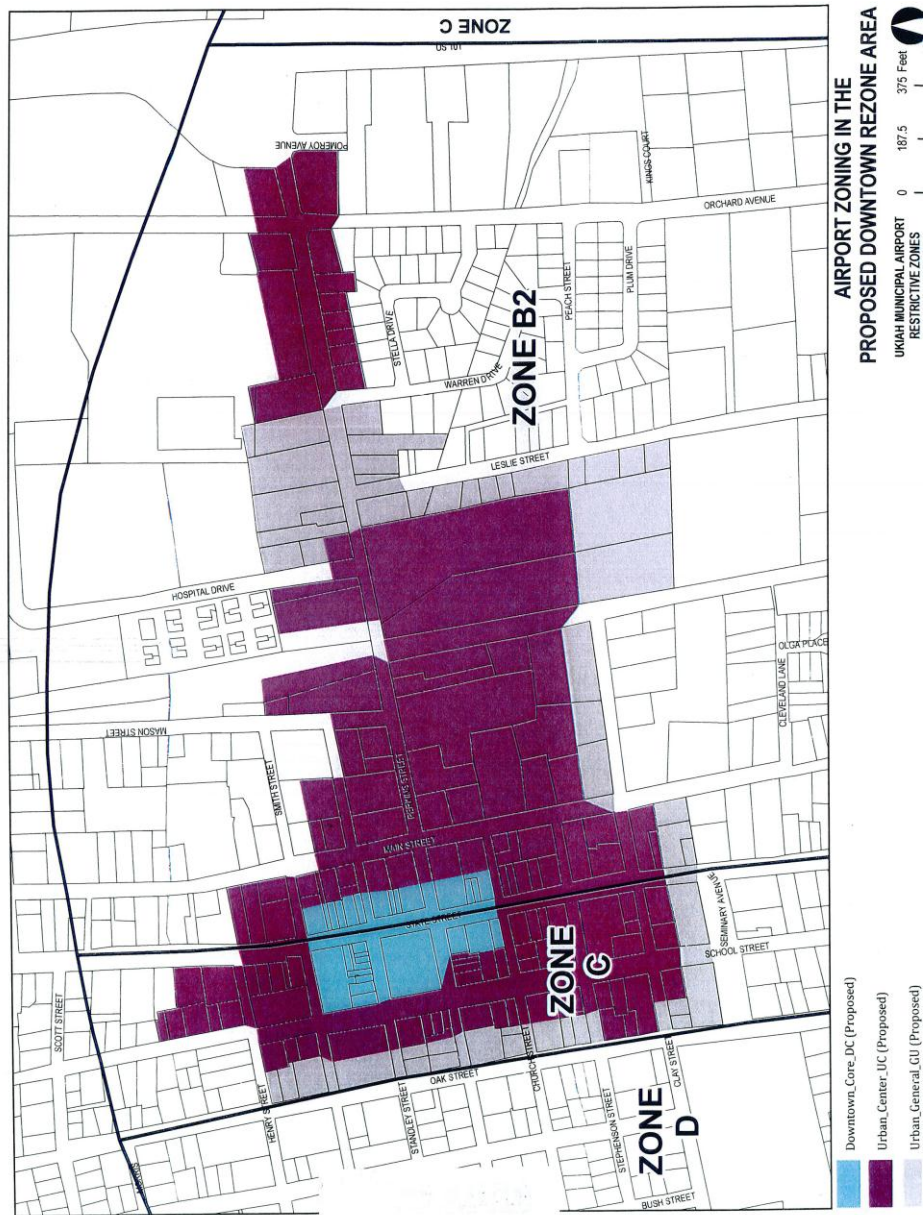 ZONE C
101 SO
POMEROY AVENUE
KINGS COURT
ORCHARD AVENUE
STELLA DRIVE
PEACH STREET
PLUM DRIVE
WARREN DRIVE
ZONE B2
LESLIE STREET
HOSPITAL DRIVE
OLGA PLACE
CLEVELAND LANE
MASON STREET
SMITH STREET
PERKINS STREET
MAIN STREET
STATE STREET
SEMINARY AVENUE
SCHOOL STREET
ZONE
C
SCOTT STREET
HENRY STREET
STANDLEY STREET
OAK STREET
CHURCH STREET
STEPHENSON STREET
CLAY STREE
ZONE
D
BUSH STREET
AIRPORT ZONING IN THE
PROPOSED DOWNTOWN REZONE AREA
UKIAH MUNICIPAL AIRPORT
RESTRICTIVE ZONES
0 187.5 375 Feet
Downtown_Core_DC (Proposed)
Urban_Center_UC (Proposed)
Urban_General_GU (Proposed)